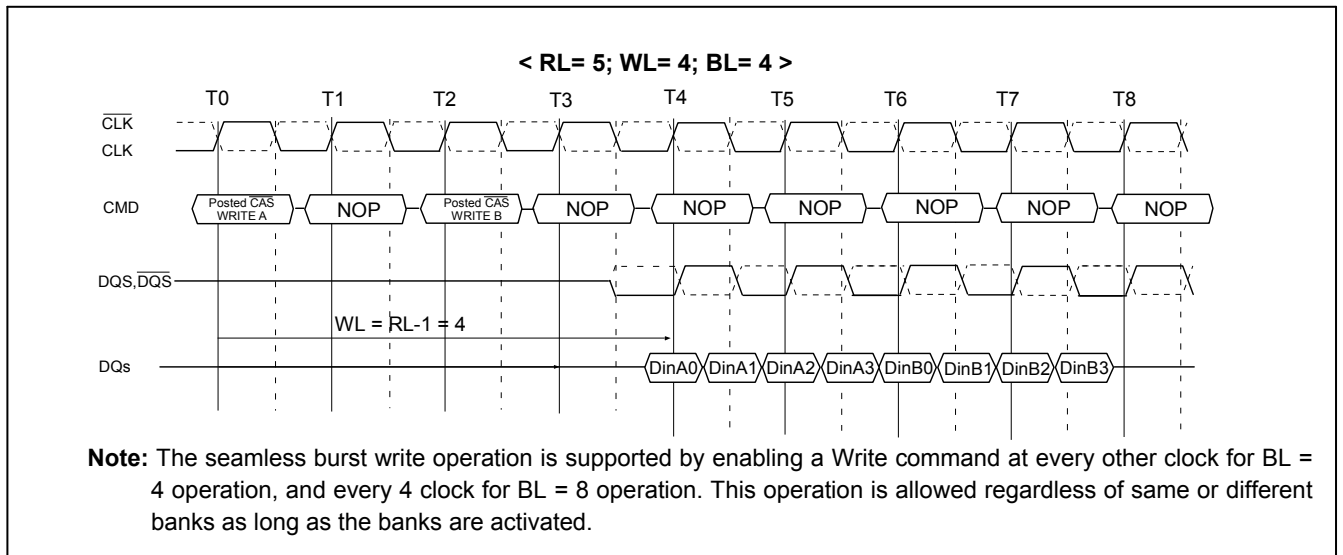 < RL= 5; WL= 4; BL= 4 >
T0 T1 T2 T3 T4 T5 T6 T7 T8
CLK
CLK
CMD
Posted CAS
WRITE A
NOP
Posted CAS
WRITE B
NOP NOP NOP NOP NOP NOP
DQS,DQS
WL = RL-1 = 4
DQs
DinA0 DinA1 DinA2 DinA3 DinB0 DinB1 DinB2 DinB3
Note: The seamless burst write operation is supported by enabling a Write command at every other clock for BL =
4 operation, and every 4 clock for BL = 8 operation. This operation is allowed regardless of same or different
banks as long as the banks are activated.